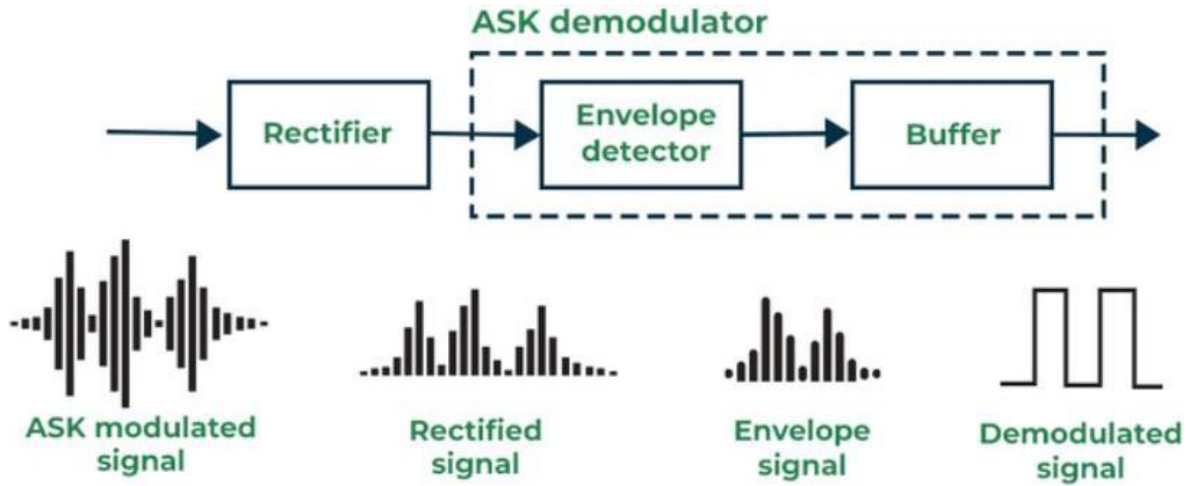 ASK demodulator
Rectifier
Envelope
detector
Buffer
ASK modulated
signal
Rectified
signal
Envelope
signal
Demodulated
signal